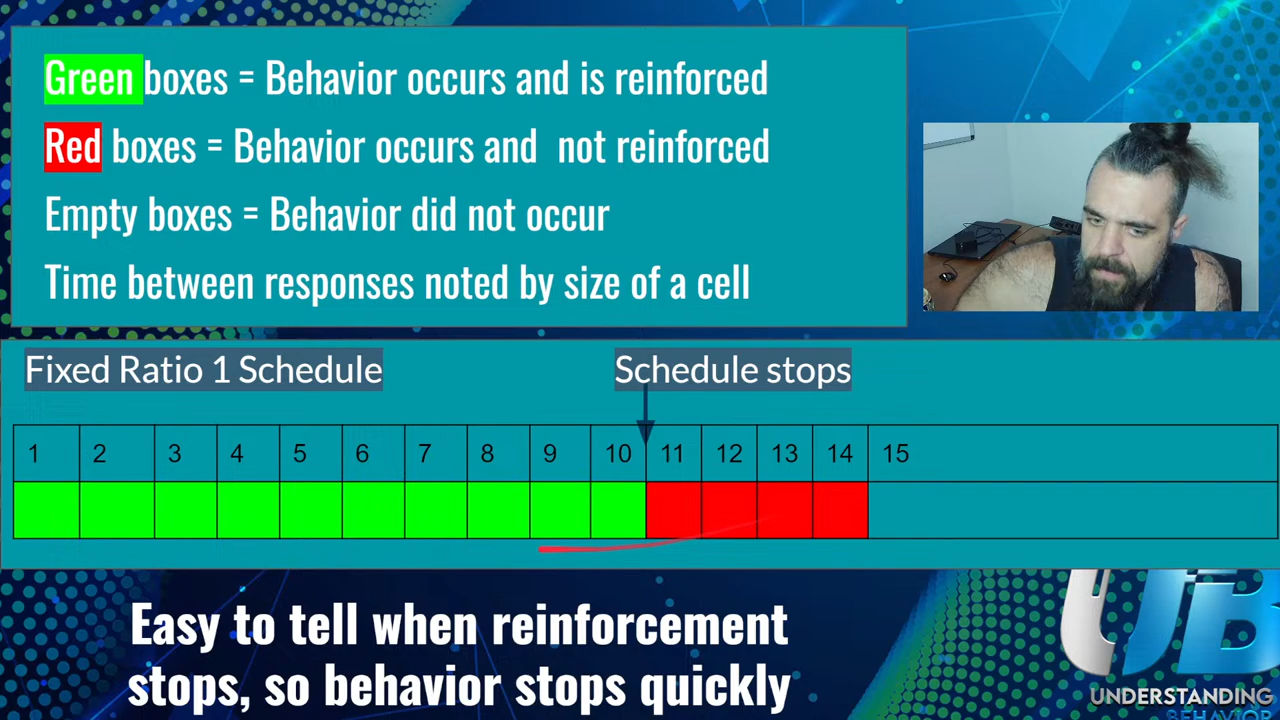 Green boxes = Behavior occurs and is reinforced
Red boxes = Behavior occurs and not reinforced
Empty boxes = Behavior did not occur
Time between responses noted by size of a cell
Fixed Ratio 1 Schedule
Schedule stops
1 2 3 4 5 6 7 8 9 10 11 12 13 14 15
Easy to tell when reinforcement
stops, so behavior stops quickly
UB
UNDERSTANDING
BEHAVIOR